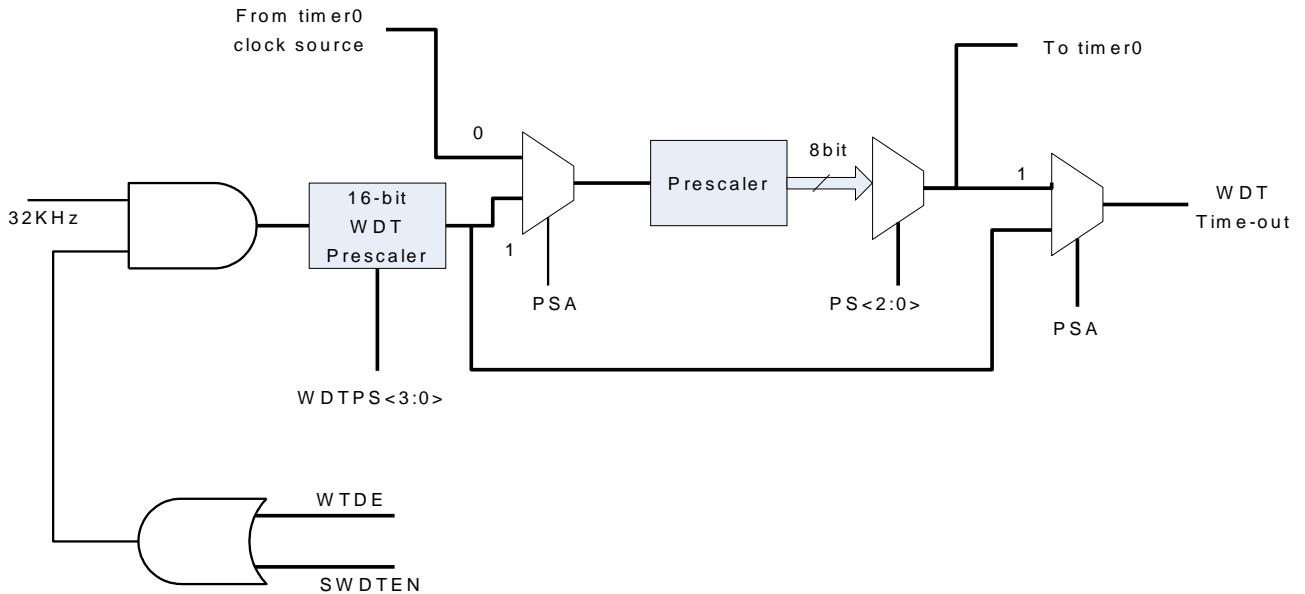 From timer0
clock source
To timer0
0
8bit
1
Prescaler
16-bit
WDT
Prescaler
WDT
Time-out
32KHz
1
PSA
PS<2:0>
PSA
WDTPS<3:0>
WTDE
SWDTEN